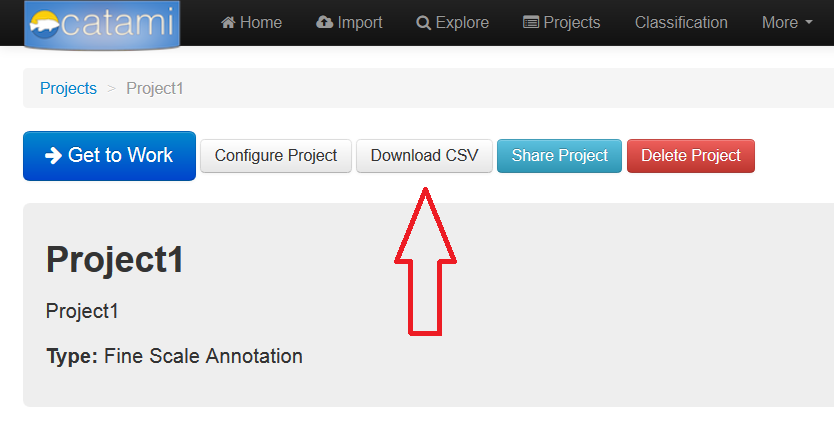 catami Home Import Explore Projects Classification More
Projects > Project1
Get to Work Configure Project Download CSV Share Project Delete Project
Project1
Project1
Type: Fine Scale Annotation